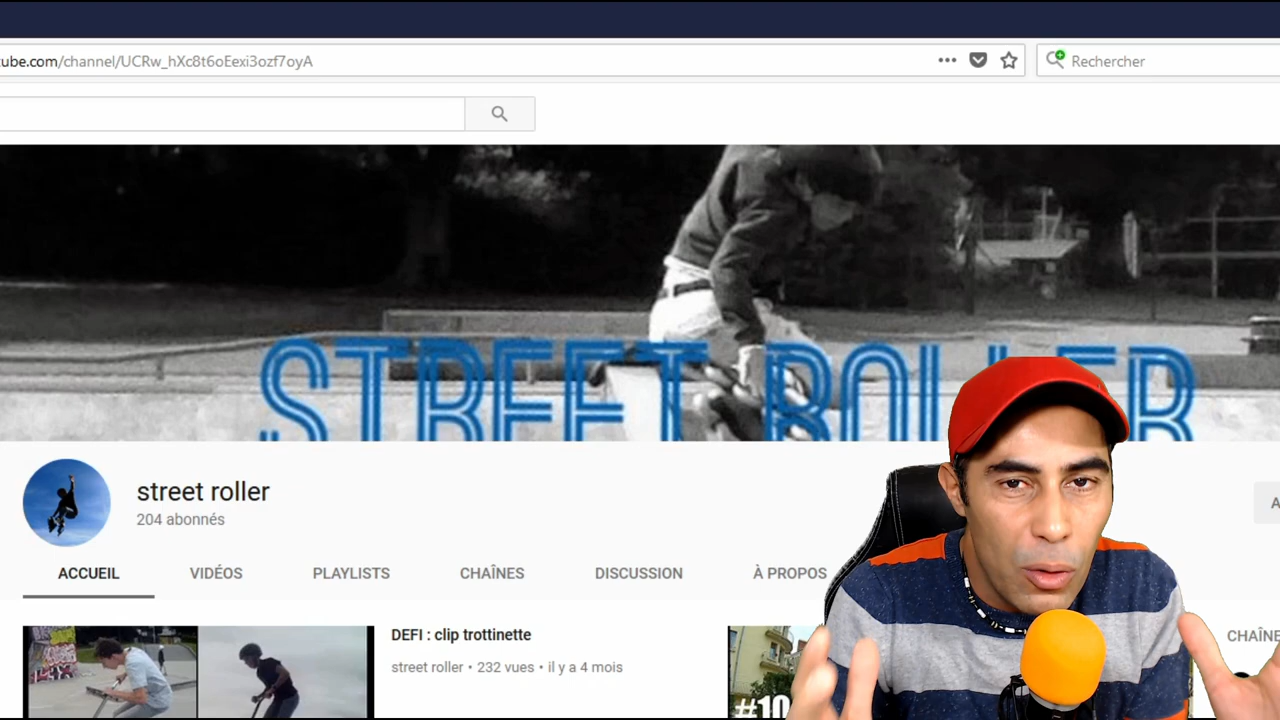 ube.com/channel/UCRw_hXc8t6oEexi3ozf7oyA
Rechercher
STREET ROLLER
street roller
204 abonnés
ACCUEIL VIDÉOS PLAYLISTS CHAÎNES DISCUSSION À PROPOS
DEFI : clip trottinette
street roller • 232 vues • il y a 4 mois
CHAÎNE
#10